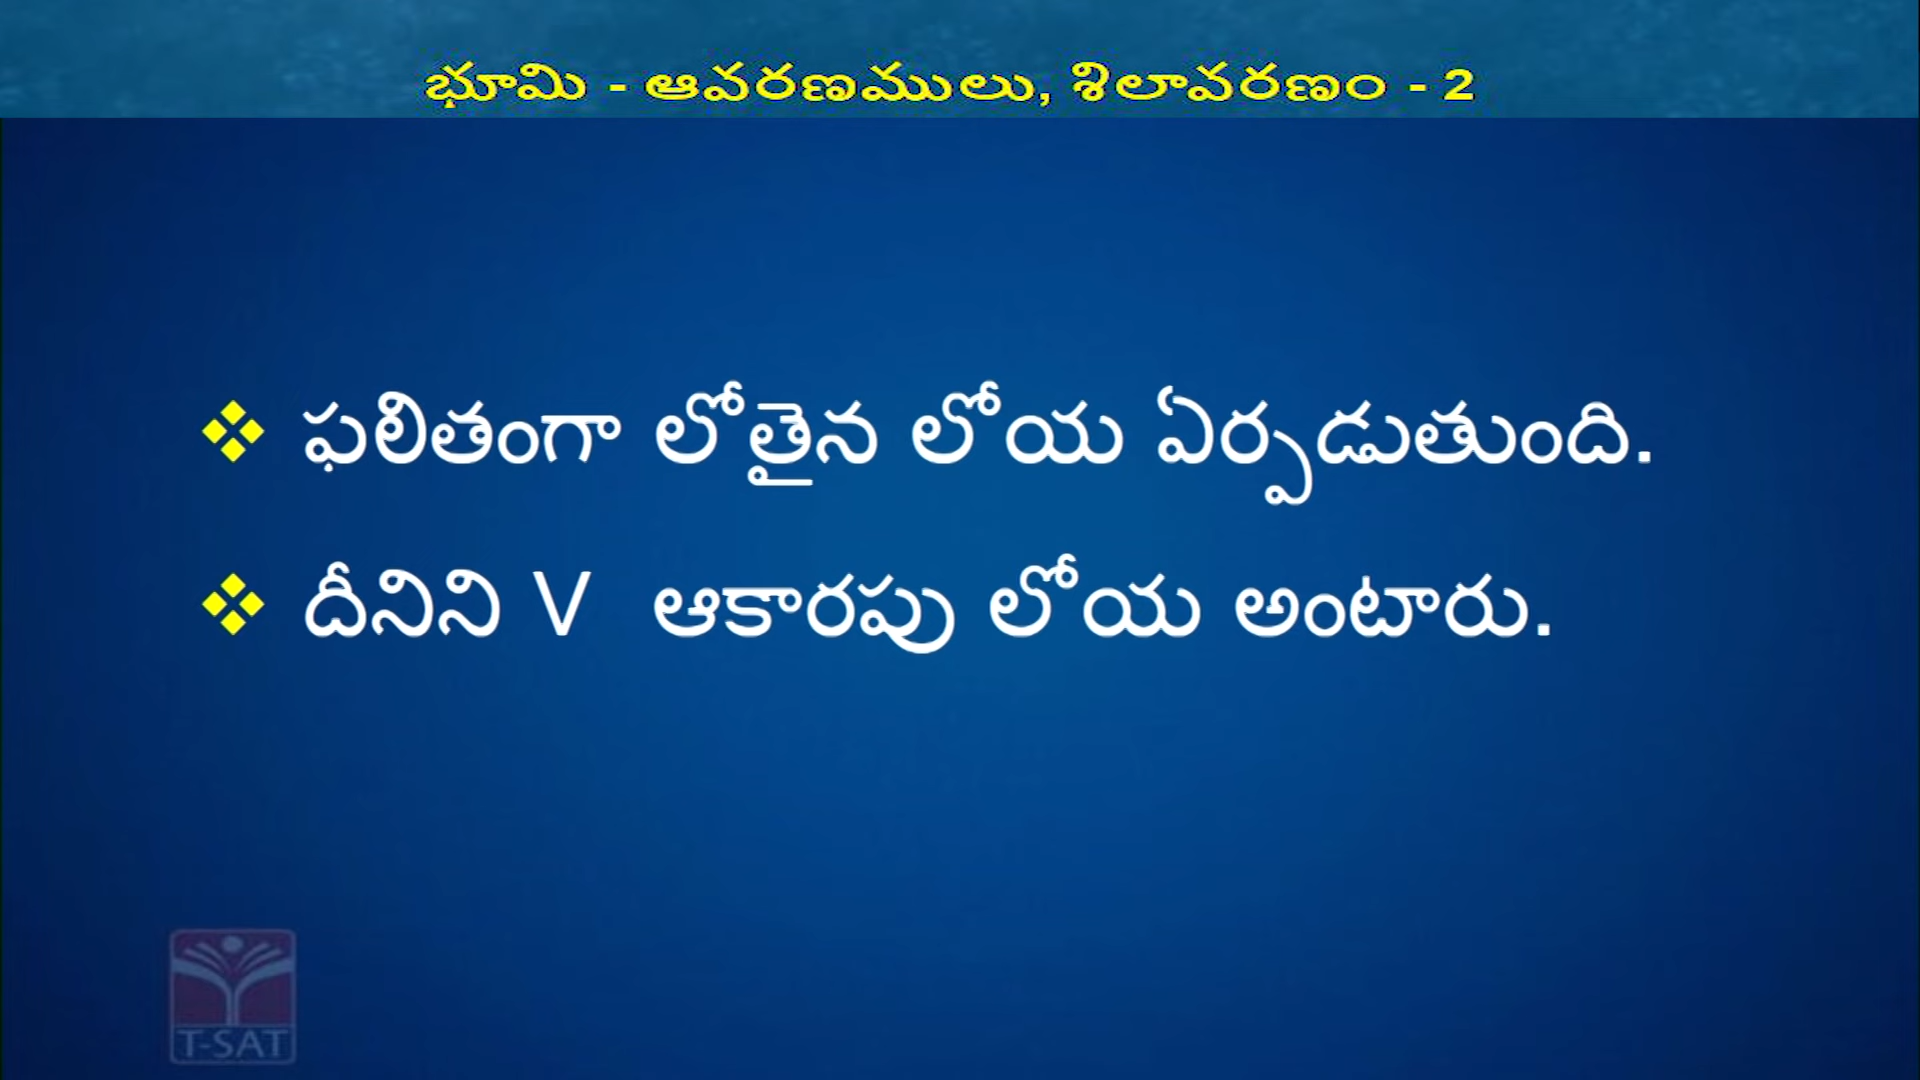 భూమి - ఆవరణములు, శిలావరణం - 2
ఫలితంగా లోతైన లోయ ఏర్పడుతుంది.
దీనిని V ఆకారపు లోయ అంటారు.
T-SAT